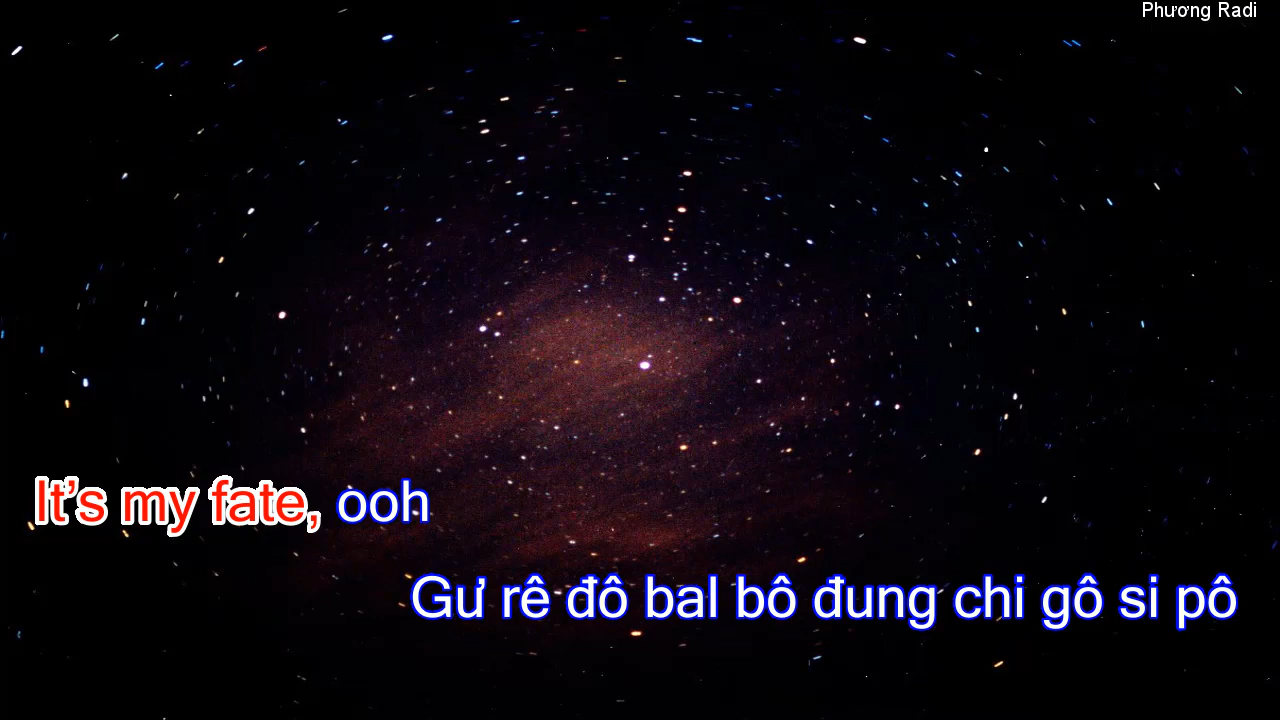 Phương Radi
It’s my fate, ooh
Gư rê đô bal bô đung chi gô si pô